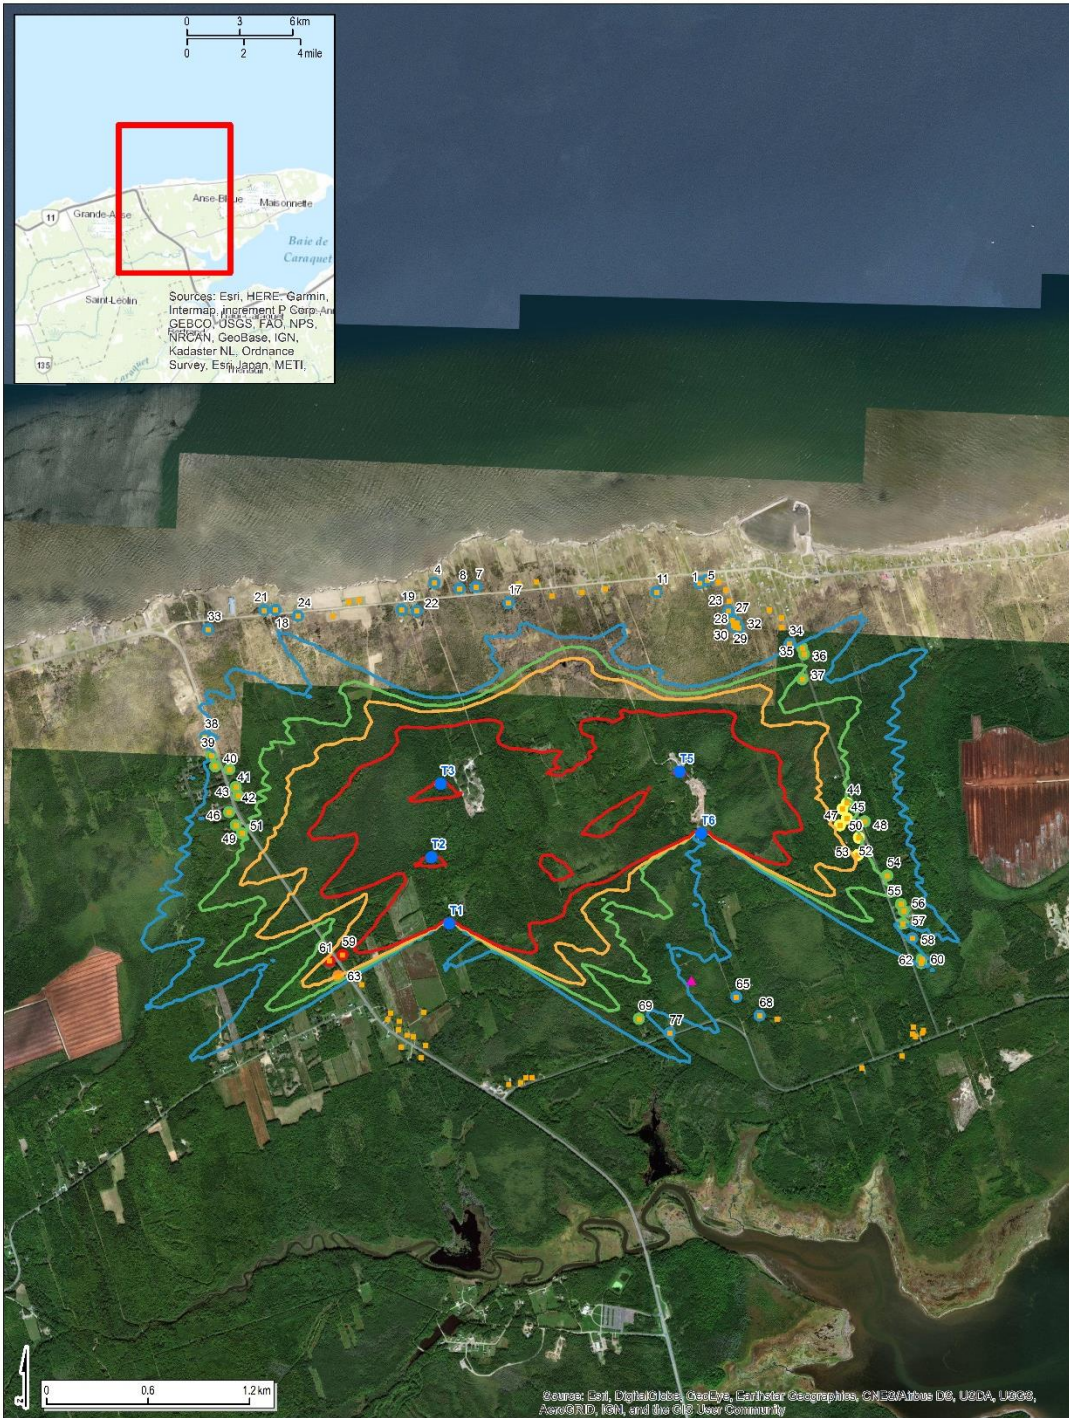 0 3 6 km
0 2 4 mile
11
Grande-Anse
Anse-Bleue
Maisonnette
Baie de
Caraquet
Saint-Léolin
135
Caraquet
Sources: Esri, HERE, Garmin,
Intermap, increment P Corp.,
GEBCO, USGS, FAO, NPS,
NRCAN, GeoBase, IGN,
Kadaster NL, Ordnance
Survey, Esri Japan, METI,
4
8
7
11
1
5
17
19
22
21
18
24
33
23
27
28
32
30
29
34
35
36
37
38
39
40
41
43
42
46
49
51
T3
T5
T2
T6
T1
44
45
47
50
48
53
52
54
55
56
57
58
62
60
61
59
63
65
69
68
77
0 0.6 1.2 km
Source: Esri, DigitalGlobe, GeoEye, Earthstar Geographics, CNES/Airbus DS, USDA, USGS,
AeroGRID, IGN, and the GIS User Community